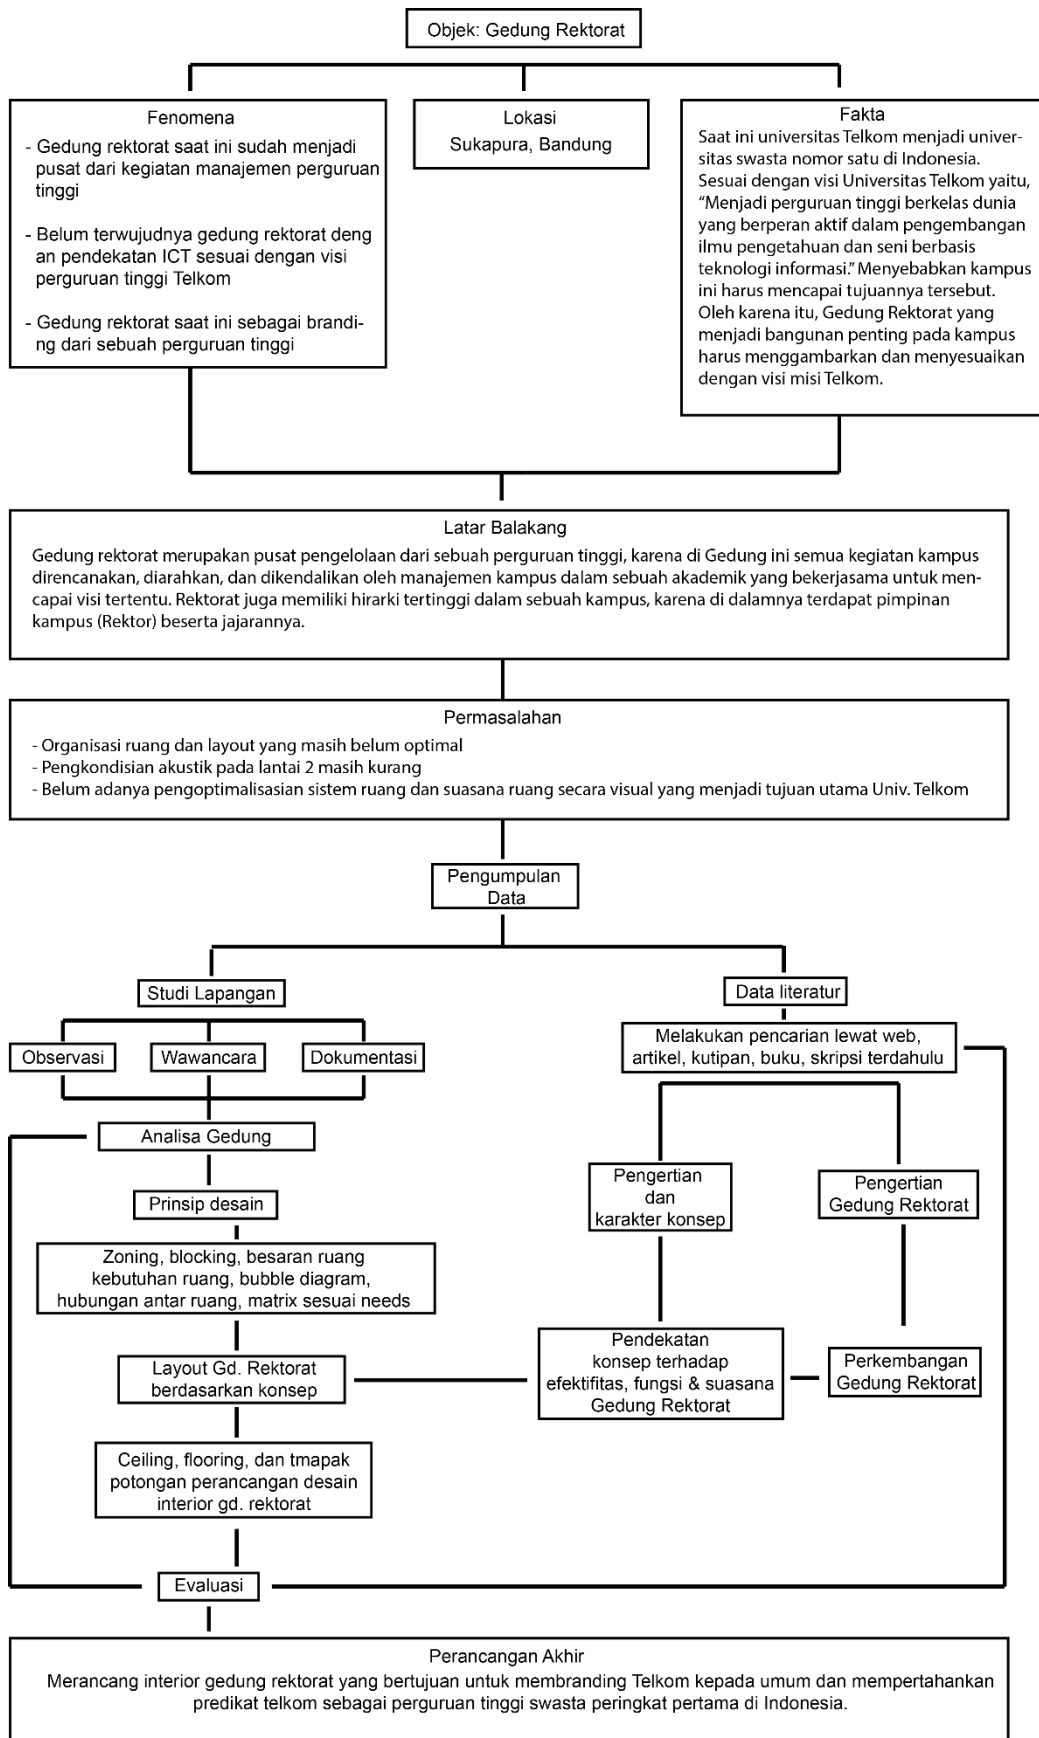 Objek: Gedung Rektorat
Fenomena
- Gedung rektorat saat ini sudah menjadi
pusat dari kegiatan manajemen perguruan
tinggi
- Belum terwujudnya gedung rektorat deng
an pendekatan ICT sesuai dengan visi
perguruan tinggi Telkom
- Gedung rektorat saat ini sebagai brandi-
ng dari sebuah perguruan tinggi
Lokasi
Sukapura, Bandung
Fakta
Saat ini universitas Telkom menjadi univer-
sitas swasta nomor satu di Indonesia.
Sesuai dengan visi Universitas Telkom yaitu,
“Menjadi perguruan tinggi berkelas dunia
yang berperan aktif dalam pengembangan
ilmu pengetahuan dan seni berbasis
teknologi informasi.” Menyebabkan kampus
ini harus mencapai tujuannya tersebut.
Oleh karena itu, Gedung Rektorat yang
menjadi bangunan penting pada kampus
harus menggambarkan dan menyesuaikan
dengan visi misi Telkom.
Latar Balakang
Gedung rektorat merupakan pusat pengelolaan dari sebuah perguruan tinggi, karena di Gedung ini semua kegiatan kampus
direncanakan, diarahkan, dan dikendalikan oleh manajemen kampus dalam sebuah akademik yang bekerjasama untuk men-
capai visi tertentu. Rektorat juga memiliki hirarki tertinggi dalam sebuah kampus, karena di dalamnya terdapat pimpinan
kampus (Rektor) beserta jajarannya.
Permasalahan
- Organisasi ruang dan layout yang masih belum optimal
- Pengkondisian akustik pada lantai 2 masih kurang
- Belum adanya pengoptimalisasian sistem ruang dan suasana ruang secara visual yang menjadi tujuan utama Univ. Telkom
Pengumpulan
Data
Studi Lapangan
Observasi
Wawancara
Dokumentasi
Analisa Gedung
Prinsip desain
Zoning, blocking, besaran ruang
kebutuhan ruang, bubble diagram,
hubungan antar ruang, matrix sesuai needs
Layout Gd. Rektorat
berdasarkan konsep
Ceiling, flooring, dan tmapak
potongan perancangan desain
interior gd. rektorat
Data literatur
Melakukan pencarian lewat web,
artikel, kutipan, buku, skripsi terdahulu
Pengertian
dan
karakter konsep
Pengertian
Gedung Rektorat
Pendekatan
konsep terhadap
efektifitas, fungsi & suasana
Gedung Rektorat
Perkembangan
Gedung Rektorat
Evaluasi
Perancangan Akhir
Merancang interior gedung rektorat yang bertujuan untuk membranding Telkom kepada umum dan mempertahankan
predikat telkom sebagai perguruan tinggi swasta peringkat pertama di Indonesia.